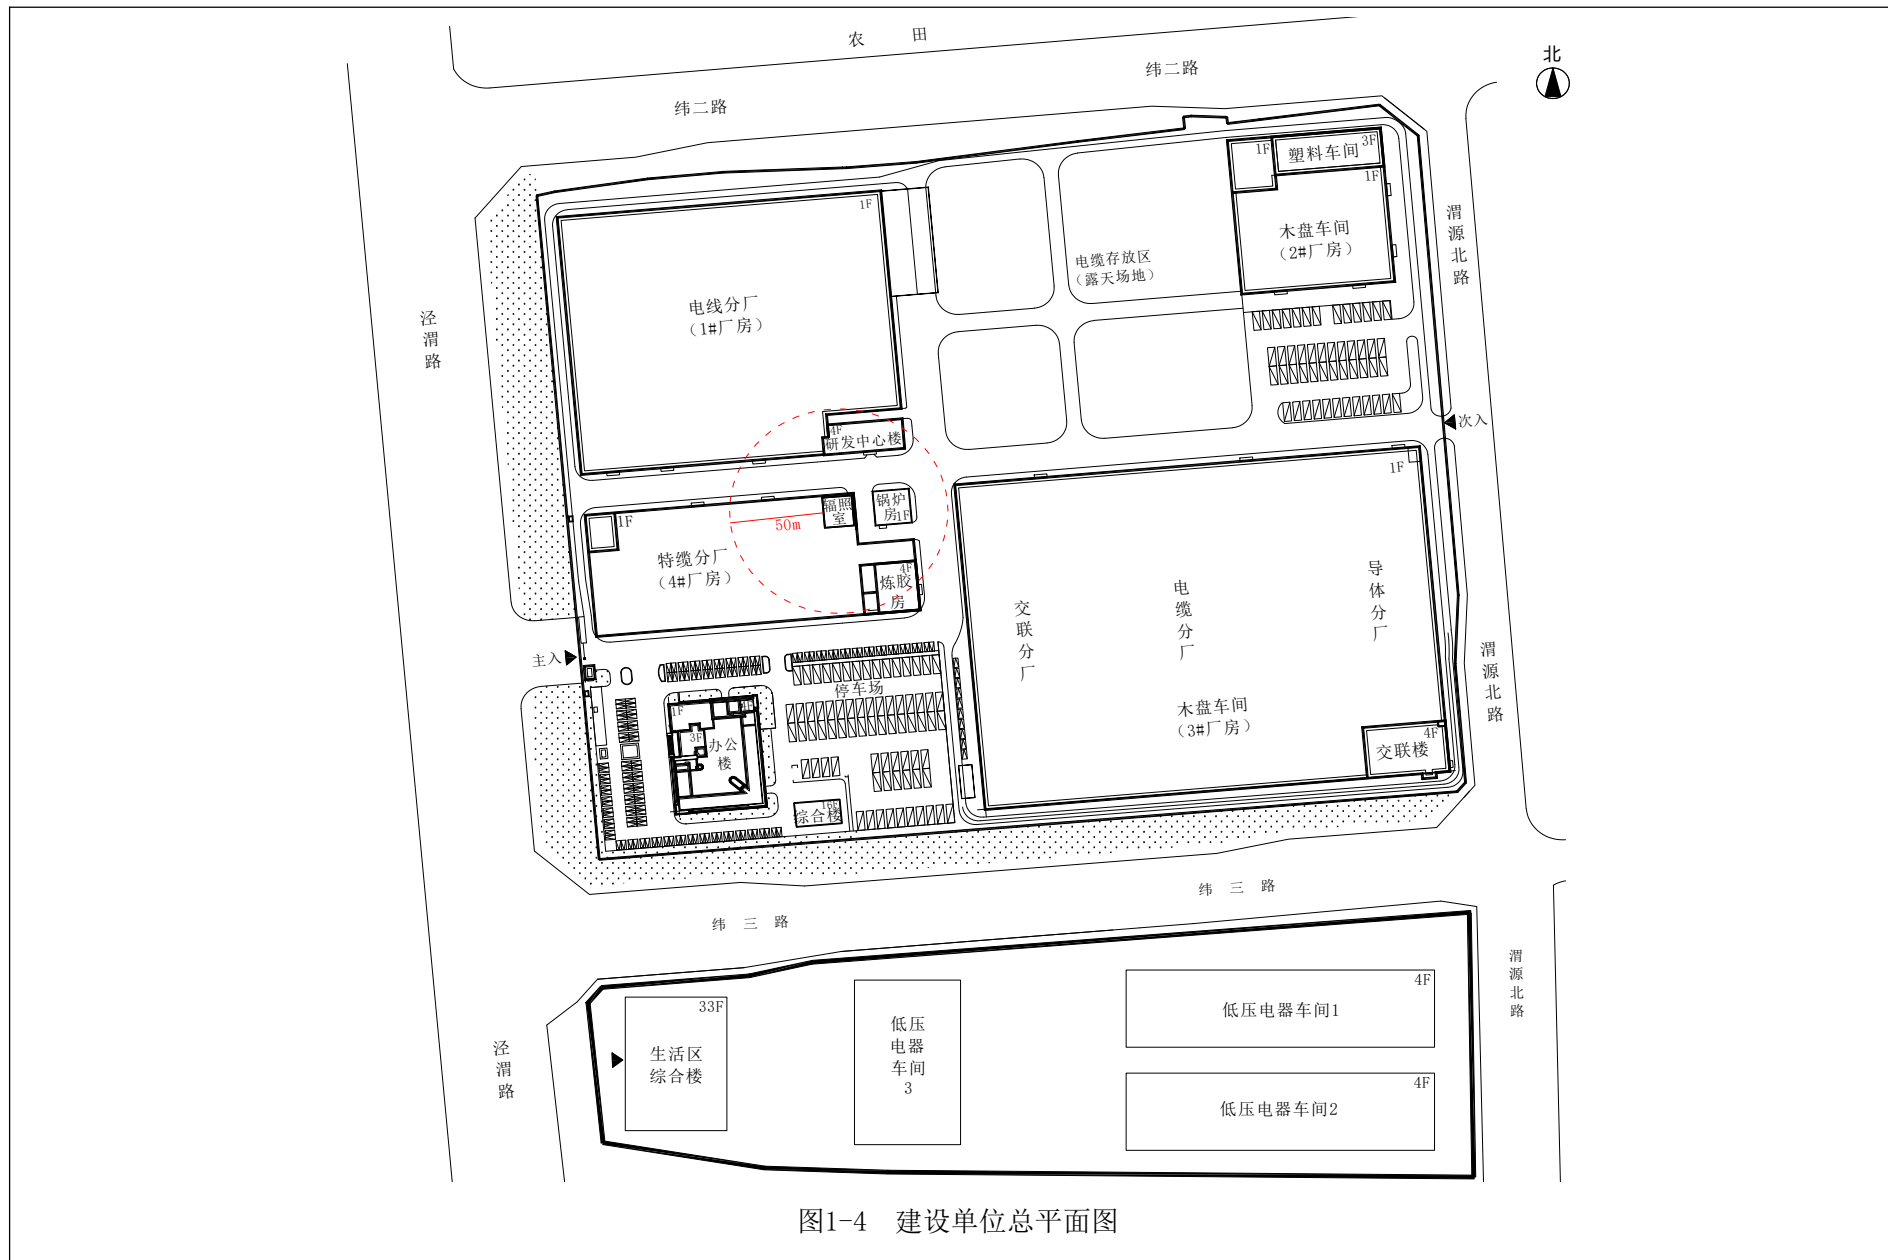 农 田
纬二路
纬二路
北
1F
3F
塑料车间
1F
木盘车间
（2#厂房）
1F
电线分厂
（1#厂房）
电缆存放区
（露天场地）
渭源北路
泾渭路
次入
4F
研发中心楼
1F
辐照
室
锅炉
房1F
50m
1F
特缆分厂
（4#厂房）
4F
炼胶
房
交联分厂
电缆分厂
导体分厂
木盘车间
（3#厂房）
4F
交联楼
渭源北路
主入
停车场
1F
4F
3F
办公
楼
16F
综合楼
纬 三 路
纬 三 路
渭源北路
33F
生活区
综合楼
低压
电器
车间
3
4F
低压电器车间1
4F
低压电器车间2
泾渭路
图1-4 建设单位总平面图